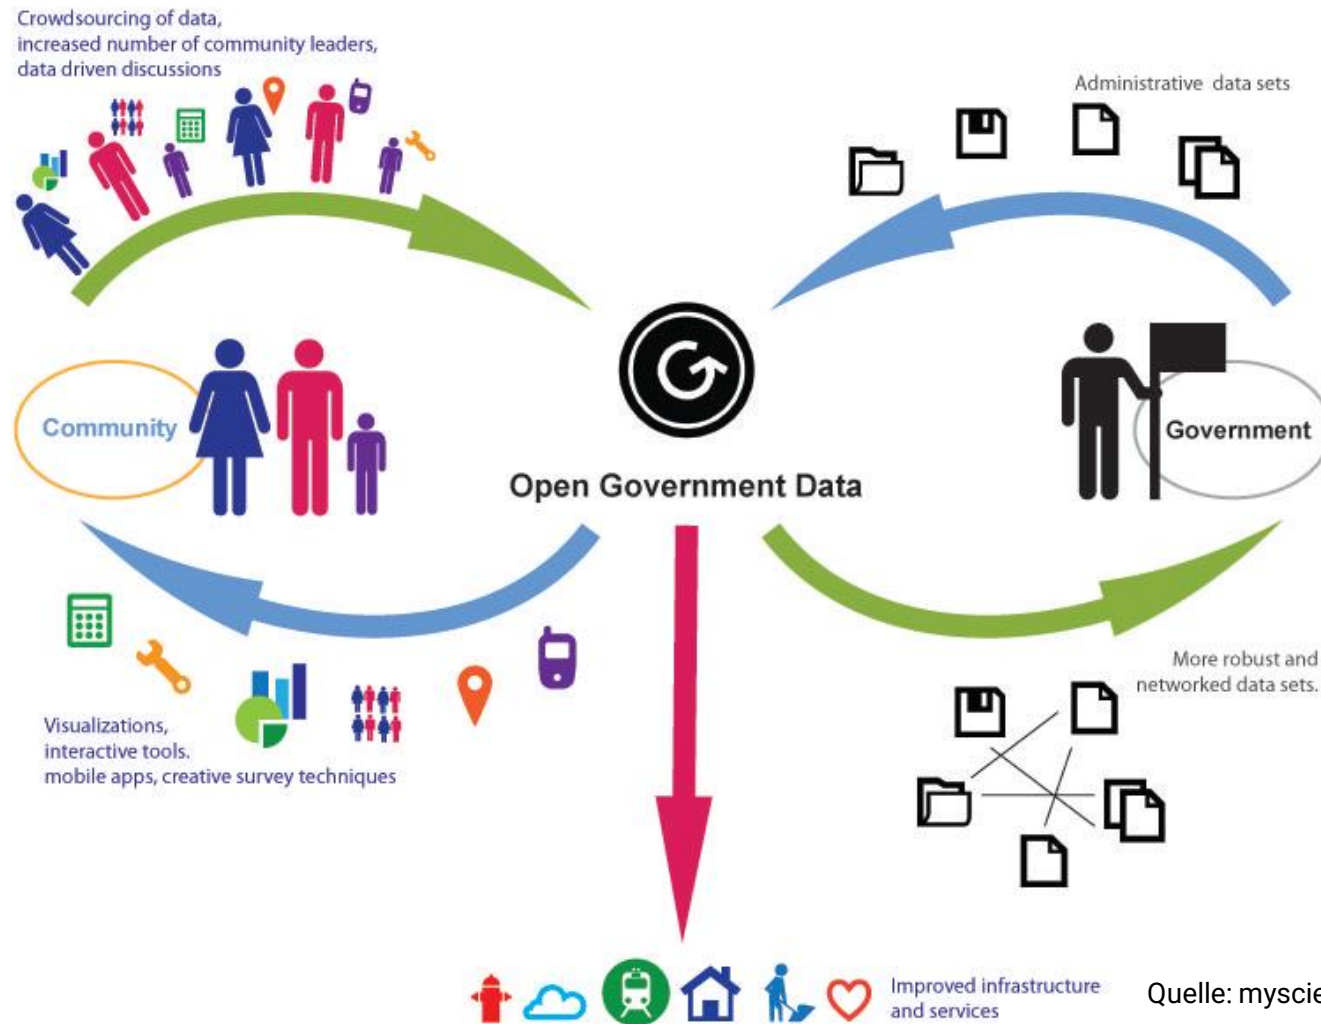 Crowdsourcing of data,
increased number of community leaders,
data driven discussions
Administrative data sets
Community
Government
Open Government Data
More robust and
networked data sets.
Visualizations,
interactive tools.
mobile apps, creative survey techniques
Improved infrastructure
and services
Quelle: